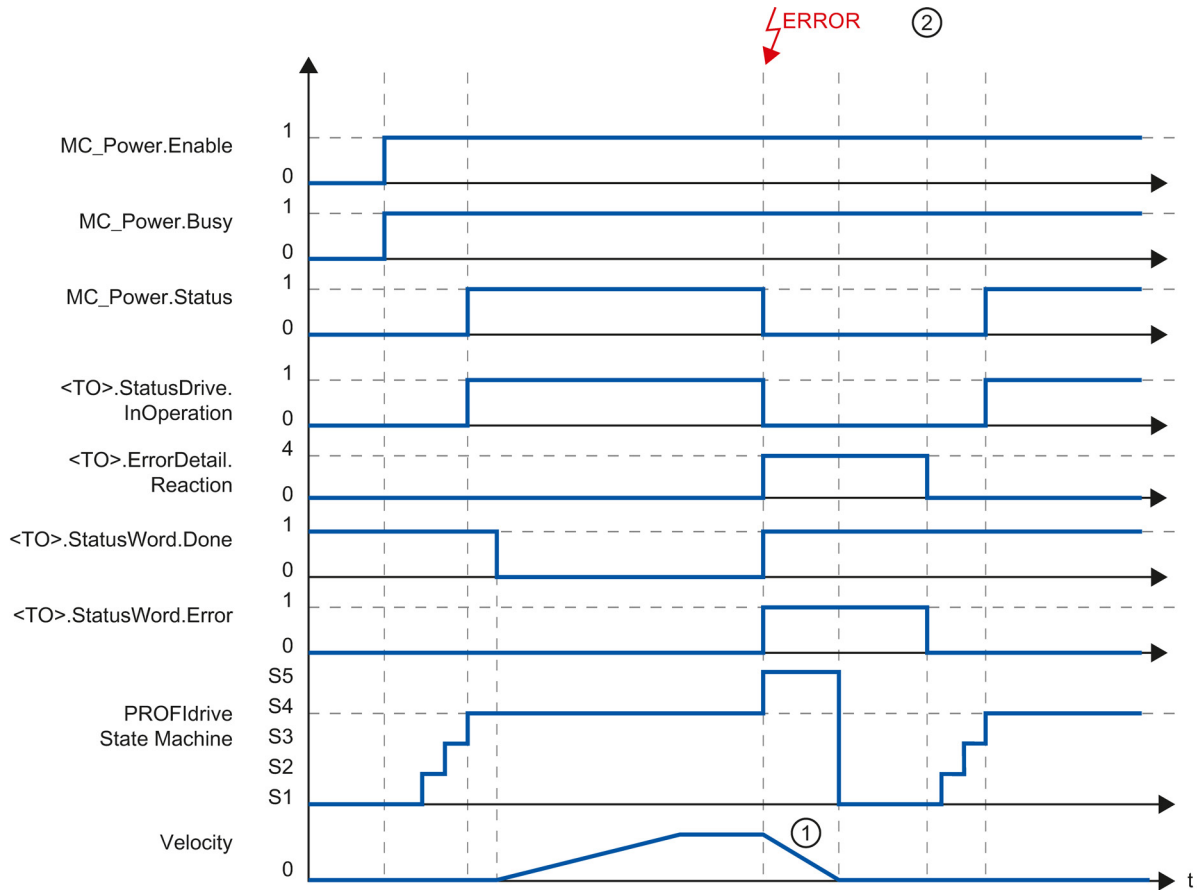 ERROR
2
MC_Power.Enable
1
0
MC_Power.Busy
1
0
MC_Power.Status
1
0
<TO>.StatusDrive.
InOperation
1
0
<TO>.ErrorDetail.
Reaction
4
0
<TO>.StatusWord.Done
1
0
<TO>.StatusWord.Error
1
0
PROFIdrive
State Machine
S5
S4
S3
S2
S1
Velocity
0
1
t